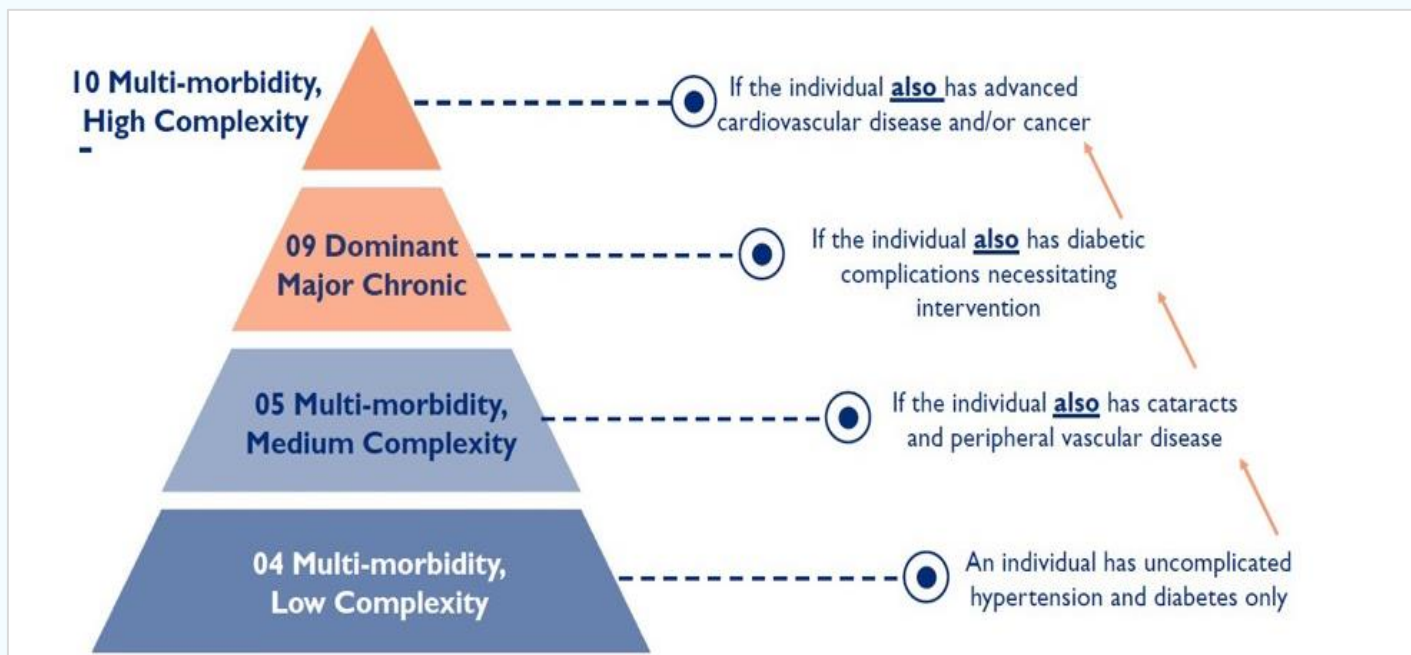 10 Multi-morbidity,
High Complexity
If the individual also has advanced
cardiovascular disease and/or cancer
09 Dominant
Major Chronic
If the individual also has diabetic
complications necessitating
intervention
05 Multi-morbidity,
Medium Complexity
If the individual also has cataracts
and peripheral vascular disease
04 Multi-morbidity,
Low Complexity
An individual has uncomplicated
hypertension and diabetes only